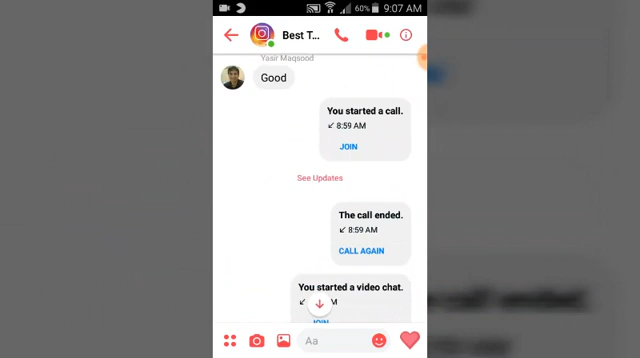 60% 9:07 AM
Best T...
Yasir Maqsood
Good
You started a call.
↙ 8:59 AM
JOIN
See Updates
The call ended.
↙ 8:59 AM
CALL AGAIN
You started a video chat.
JOIN
Aa